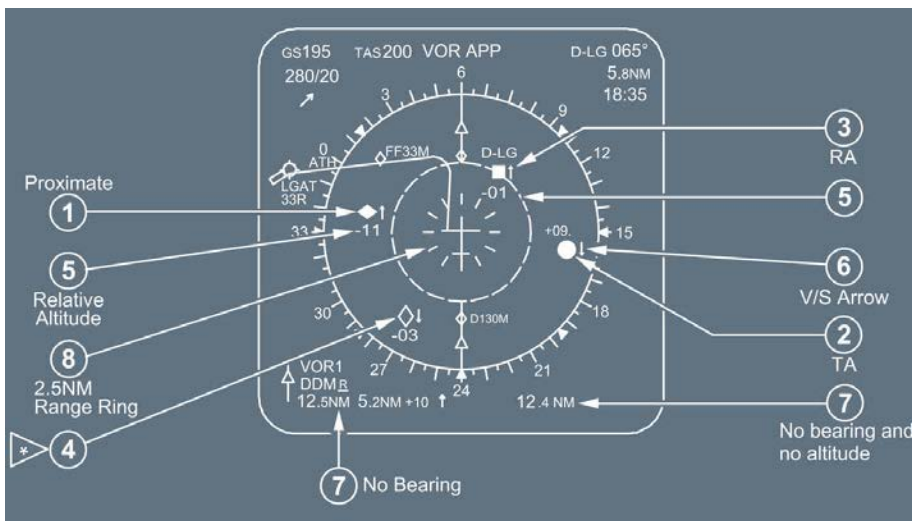 GS195 TAS200 VOR APP D-LG 065°
280/20 5.8NM
18:35
6
3 9
0 12
FF33M D-LG
ATH
LGAT
33R
-01
-11
33 15
+09.
30 18
-03
D130M
27 24 21
VOR1
DDM R
12.5NM 5.2NM +10 ↑ 12.4 NM
Proximate
1
5
Relative
Altitude
8
2.5NM
Range Ring
* 4
7 No Bearing
3
RA
5
6
V/S Arrow
2
TA
7
No bearing and
no altitude